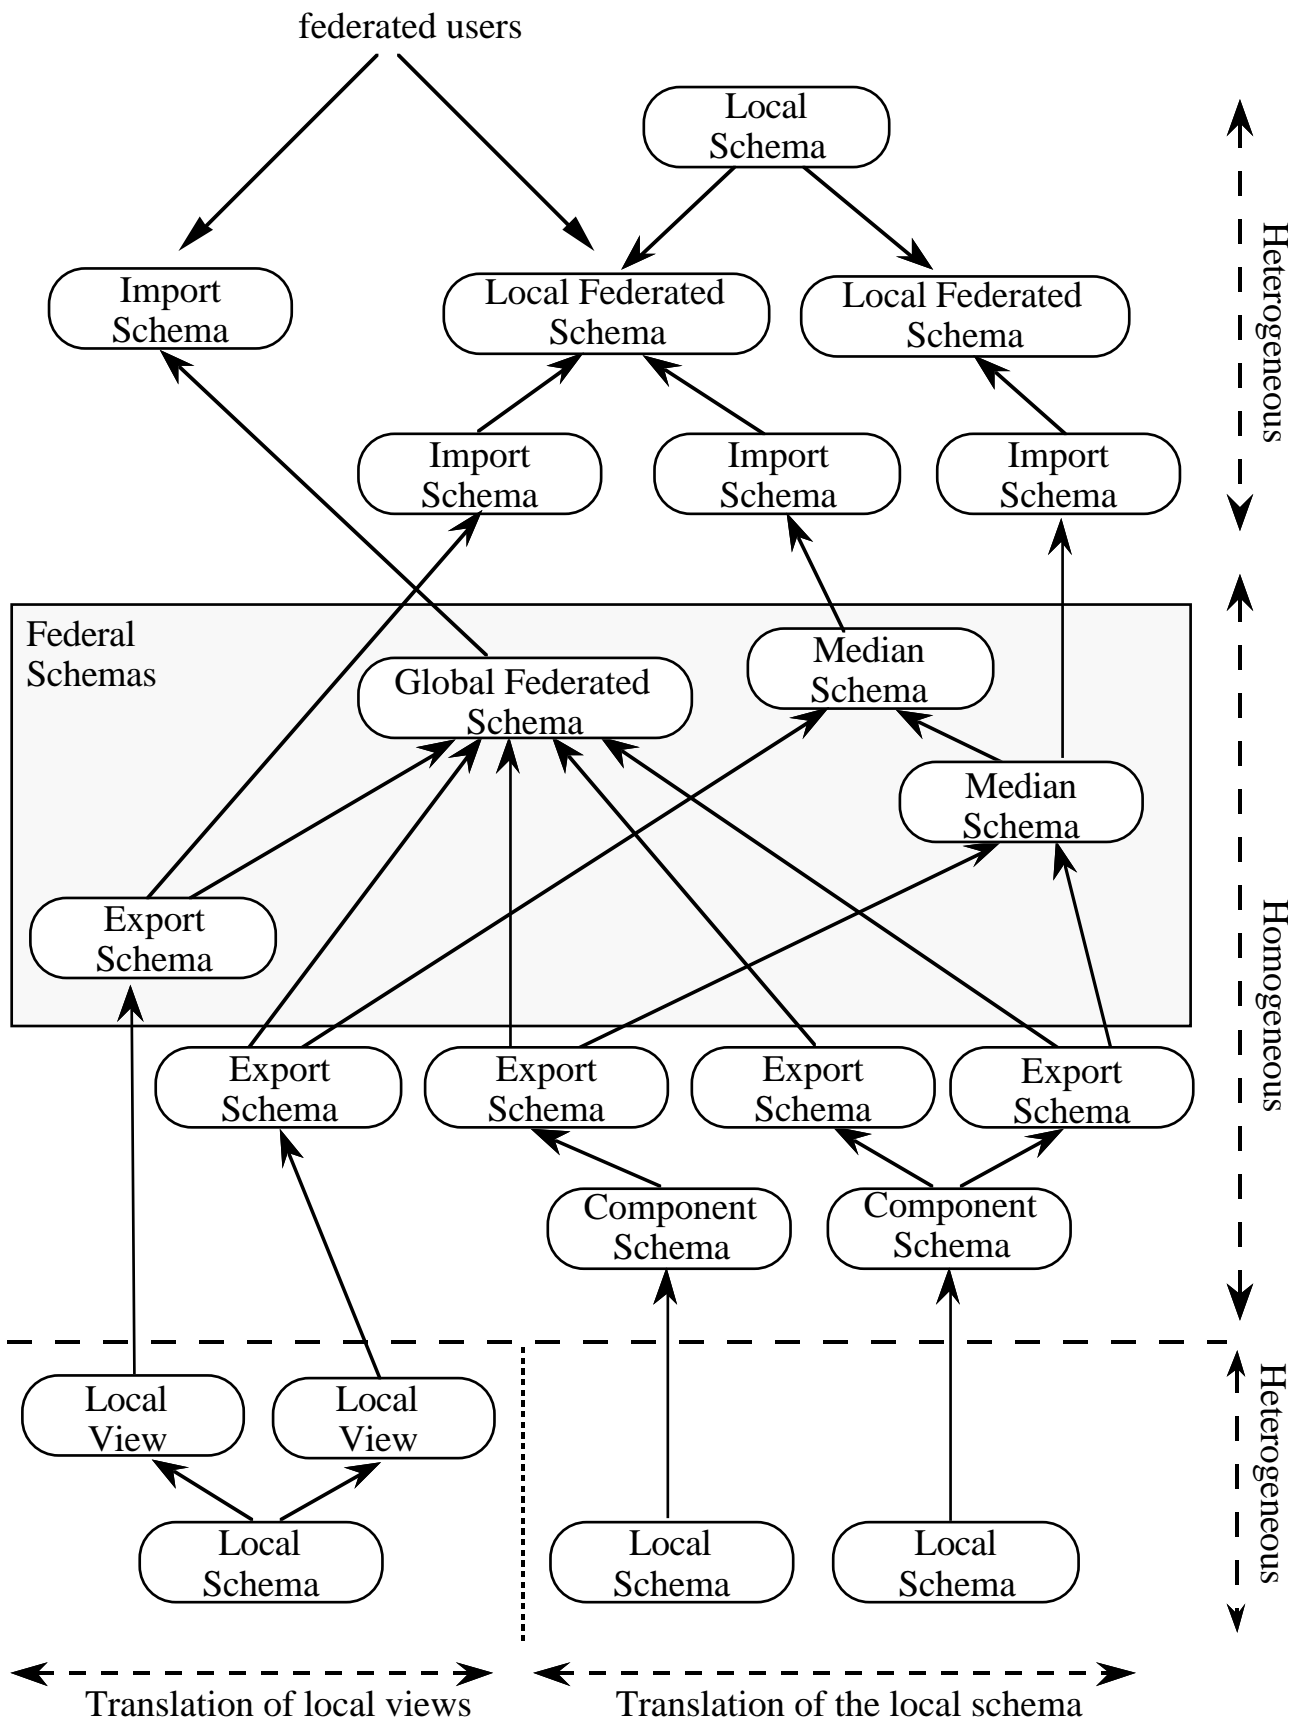 federated users
Local
Schema
Import
Schema
Local Federated
Schema
Local Federated
Schema
Heterogeneous
Import
Schema
Import
Schema
Import
Schema
Federal
Schemas
Global Federated
Schema
Median
Schema
Median
Schema
Export
Schema
Homogeneous
Export
Schema
Export
Schema
Export
Schema
Export
Schema
Component
Schema
Component
Schema
Local
View
Local
View
Heterogeneous
Local
Schema
Local
Schema
Local
Schema
Translation of local views
Translation of the local schema